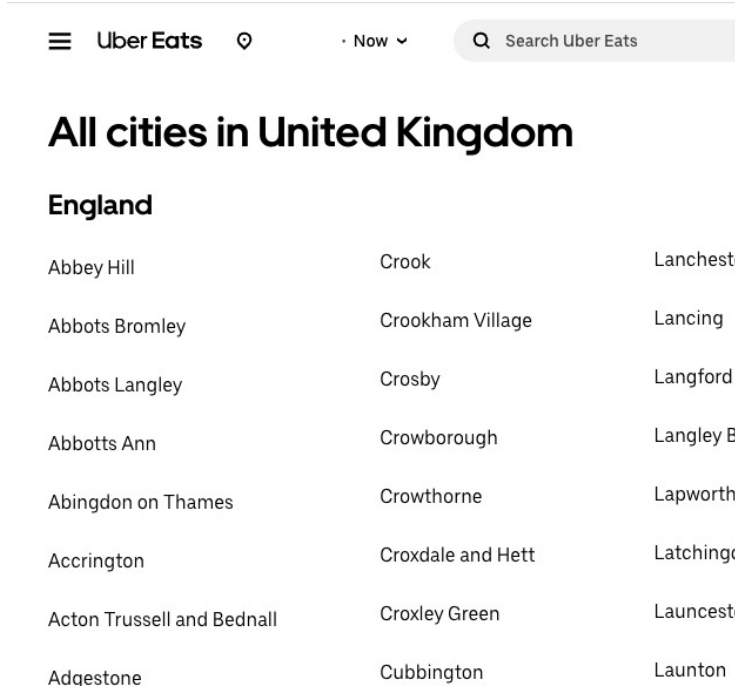 Uber Eats
· Now
Search Uber Eats
All cities in United Kingdom
England
Abbey Hill
Abbots Bromley
Abbots Langley
Abbotts Ann
Abingdon on Thames
Accrington
Acton Trussell and Bednall
Adgestone
Crook
Crookham Village
Crosby
Crowborough
Crowthorne
Croxdale and Hett
Croxley Green
Cubbington
Lancing
Langford
Langley
Lapworth
Launton